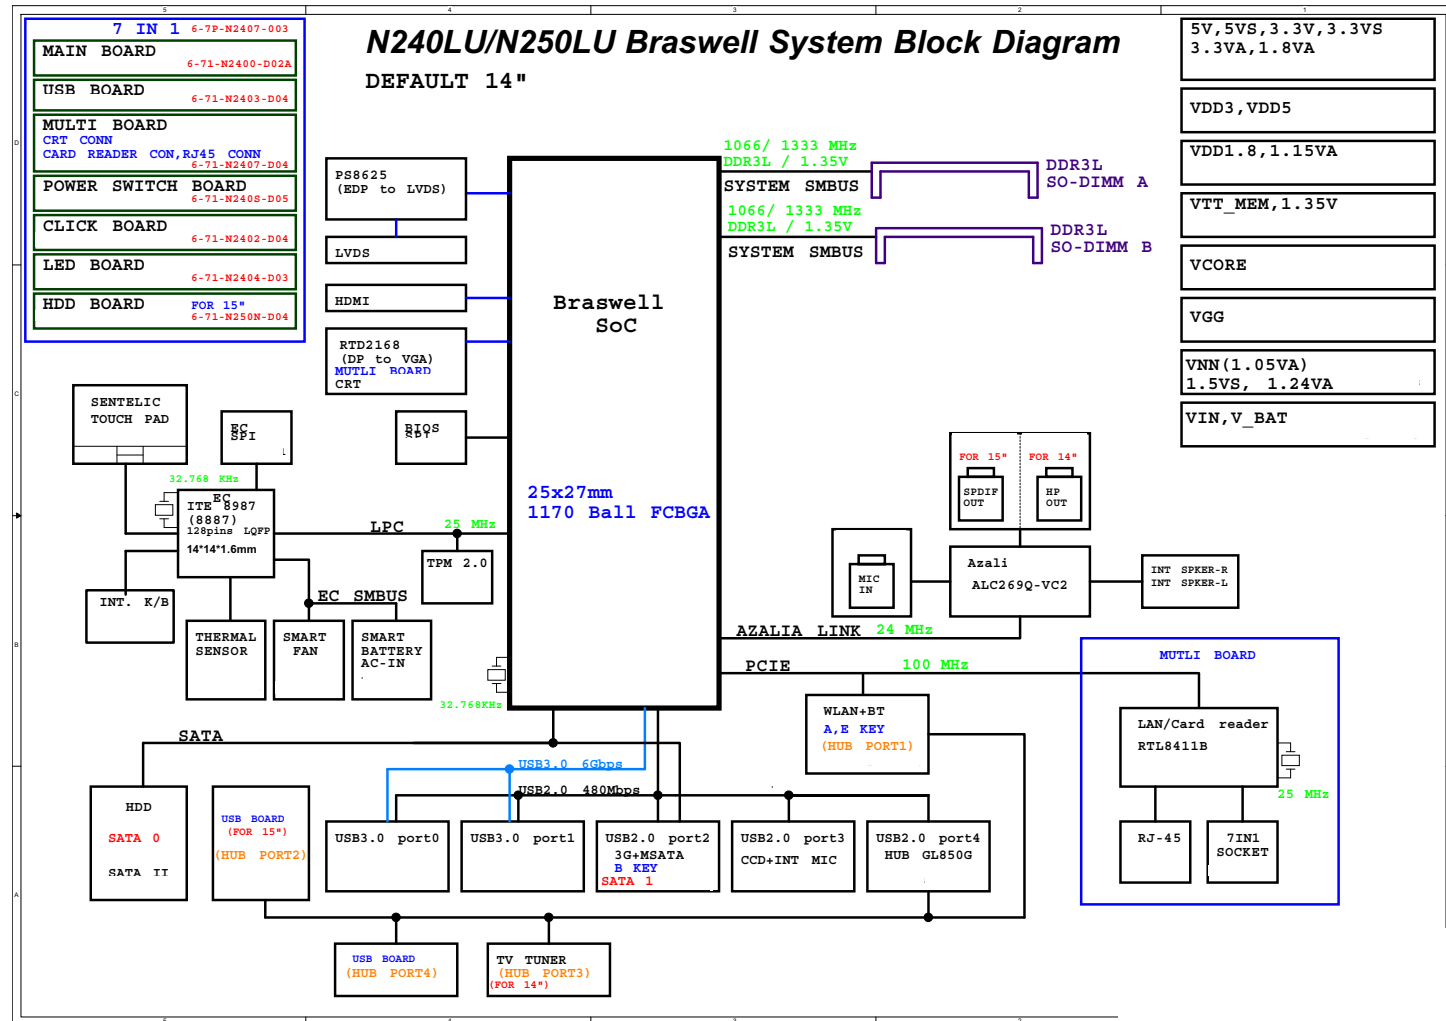 N240LU/N250LU Braswell System Block Diagram
DEFAULT 14"
7 IN 1 6-7P-N2407-003
MAIN BOARD
6-71-N2400-D02A
USB BOARD
6-71-N2403-D04
MULTI BOARD
CRT CONN
CARD READER CON,RJ45 CONN
6-71-N2407-D04
POWER SWITCH BOARD
6-71-N240S-D05
CLICK BOARD
6-71-N2402-D04
LED BOARD
6-71-N2404-D03
HDD BOARD FOR 15"
6-71-N250N-D04
5V,5VS,3.3V,3.3VS
3.3VA,1.8VA
VDD3,VDD5
VDD1.8,1.15VA
VTT_MEM,1.35V
VCORE
VGG
VNN(1.05VA)
1.5VS, 1.24VA
VIN,V_BAT
PS8625
(EDP to LVDS)
LVDS
HDMI
RTD2168
(DP to VGA)
MUTLI BOARD
CRT
BIOS
SPI
Braswell
SoC
25x27mm
1170 Ball FCBGA
1066/ 1333 MHz
DDR3L / 1.35V
SYSTEM SMBUS
DDR3L
SO-DIMM A
1066/ 1333 MHz
DDR3L / 1.35V
SYSTEM SMBUS
DDR3L
SO-DIMM B
SENTELIC
TOUCH PAD
EC
SPI
32.768 KHz
EC
ITE 8987
(8887)
128pins LQFP
14*14*1.6mm
LPC
25 MHz
TPM 2.0
INT. K/B
EC SMBUS
THERMAL
SENSOR
SMART
FAN
SMART
BATTERY
AC-IN
32.768KHz
FOR 15" FOR 14"
SPDIF
OUT
HP
OUT
MIC
IN
Azali
ALC269Q-VC2
INT SPKER-R
INT SPKER-L
AZALIA LINK 24 MHz
PCIE
100 MHz
MUTLI BOARD
WLAN+BT
A,E KEY
(HUB PORT1)
LAN/Card reader
RTL8411B
25 MHz
RJ-45
7IN1
SOCKET
SATA
USB3.0 6Gbps
USB2.0 480Mbps
HDD
SATA 0
SATA II
USB BOARD
(FOR 15")
(HUB PORT2)
USB3.0 port0
USB3.0 port1
USB2.0 port2
3G+MSATA
B KEY
SATA 1
USB2.0 port3
CCD+INT MIC
USB2.0 port4
HUB GL850G
USB BOARD
(HUB PORT4)
TV TUNER
(HUB PORT3)
(FOR 14")
5 4 3 2 1
D
C
B
A
5 4 3 2